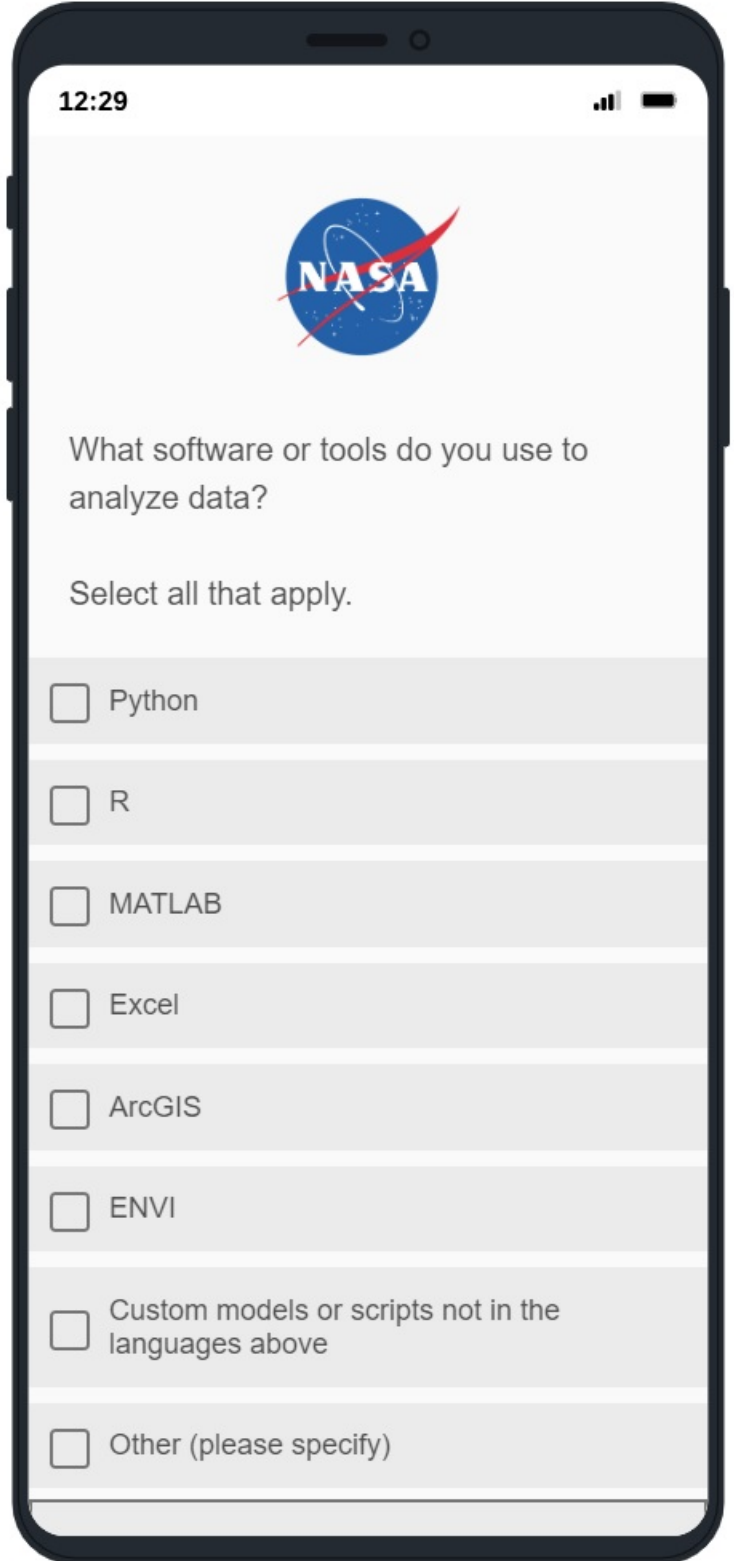 12:29
NASA
What software or tools do you use to
analyze data?
Select all that apply.
Python
R
MATLAB
Excel
ArcGIS
ENVI
Custom models or scripts not in the
languages above
Other (please specify)